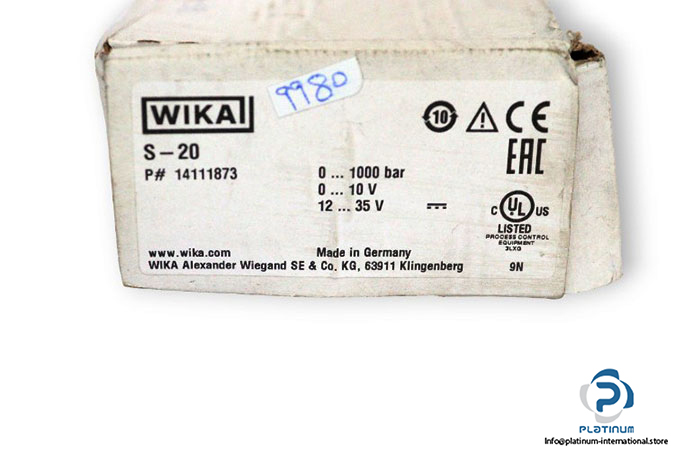 9980
WIKA
S-20
P# 14111873
0 ... 1000 bar
0 ... 10 V
12 ... 35 V
10
CE
EAC
C UL US
LISTED
PROCESS CONTROL
EQUIPMENT
3LXG
www.wika.com
Made in Germany
WIKA Alexander Wiegand SE & Co. KG, 63911 Klingenberg
9N
PLATINUM
Info@platinum-international.store